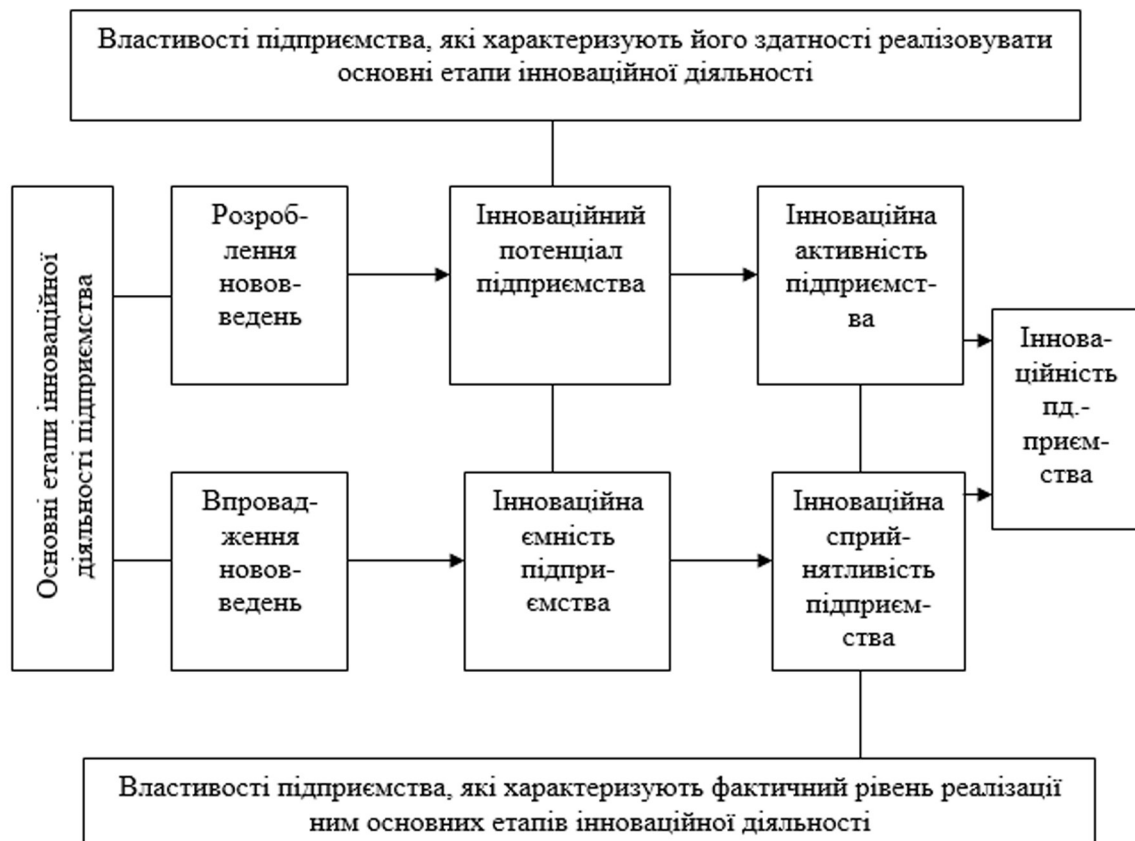 Властивості підприємства, які характеризують його здатності реалізовувати
основні етапи інноваційної діяльності
Основні етапи інноваційної
діяльності підприємства
Розроб-
лення
новов-
ведень
Інноваційний
потенціал
підприємства
Інноваційна
активність
підприємст-
ва
Іннова-
ційність
пд.-
приєм-
ства
Впровад-
ження
новов-
ведень
Інноваційна
ємність
підпри-
ємства
Інноваційна
сприй-
нятливість
підприєм-
ства
Властивості підприємства, які характеризують фактичний рівень реалізації
ним основних етапів інноваційної діяльності